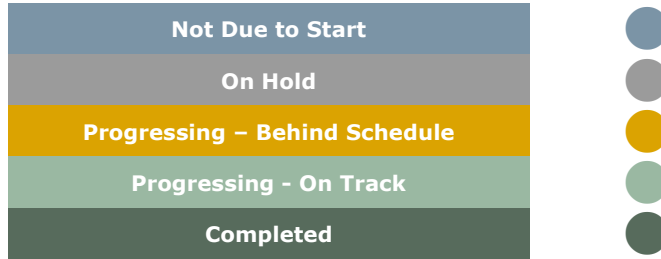 Not Due to Start
On Hold
Progressing – Behind Schedule
Progressing - On Track
Completed